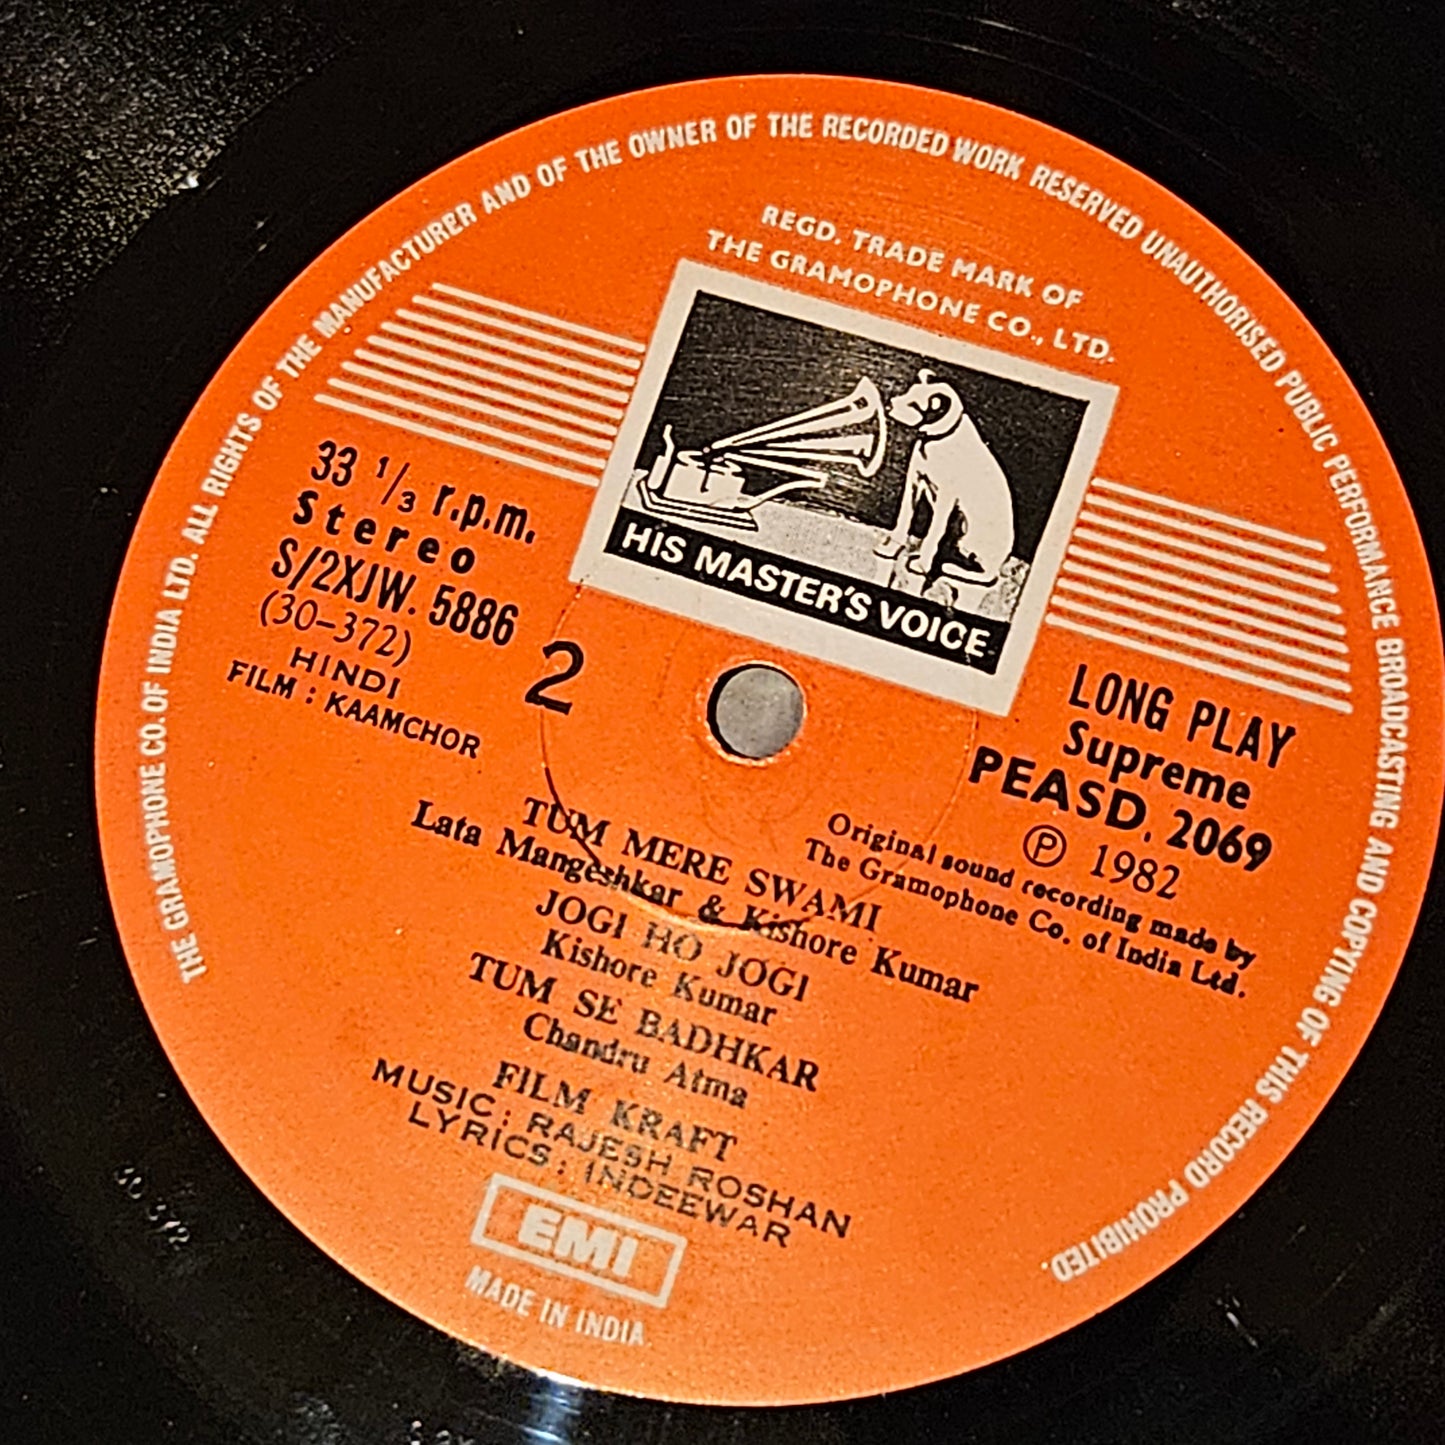 THE GRAMOPHONE CO. OF INDIA LTD. ALL RIGHTS OF THE MANUFACTURER AND OF THE OWNER OF THE RECORDED WORK RESERVED UNAUTHORISED PUBLIC PERFORMANCE BROADCASTING AND COPYING OF THIS RECORD PROHIBITED.
REGD. TRADE MARK OF
THE GRAMOPHONE CO., LTD.
HIS MASTER'S VOICE
33 1/3 r.p.m.
Stereo
S/2XJW. 5886
(30-372)
HINDI
FILM : KAAMCHOR
2
LONG PLAY
Supreme
PEASD. 2069
Ⓟ 1982
Original sound recording made by
The Gramophone Co. of India Ltd.
TUM MERE SWAMI
Lata Mangeshkar & Kishore Kumar
JOGI HO JOGI
Kishore Kumar
TUM SE BADHKAR
Chandru Atma
FILM KRAFT
MUSIC : RAJESH ROSHAN
LYRICS : INDEEWAR
EMI
MADE IN INDIA